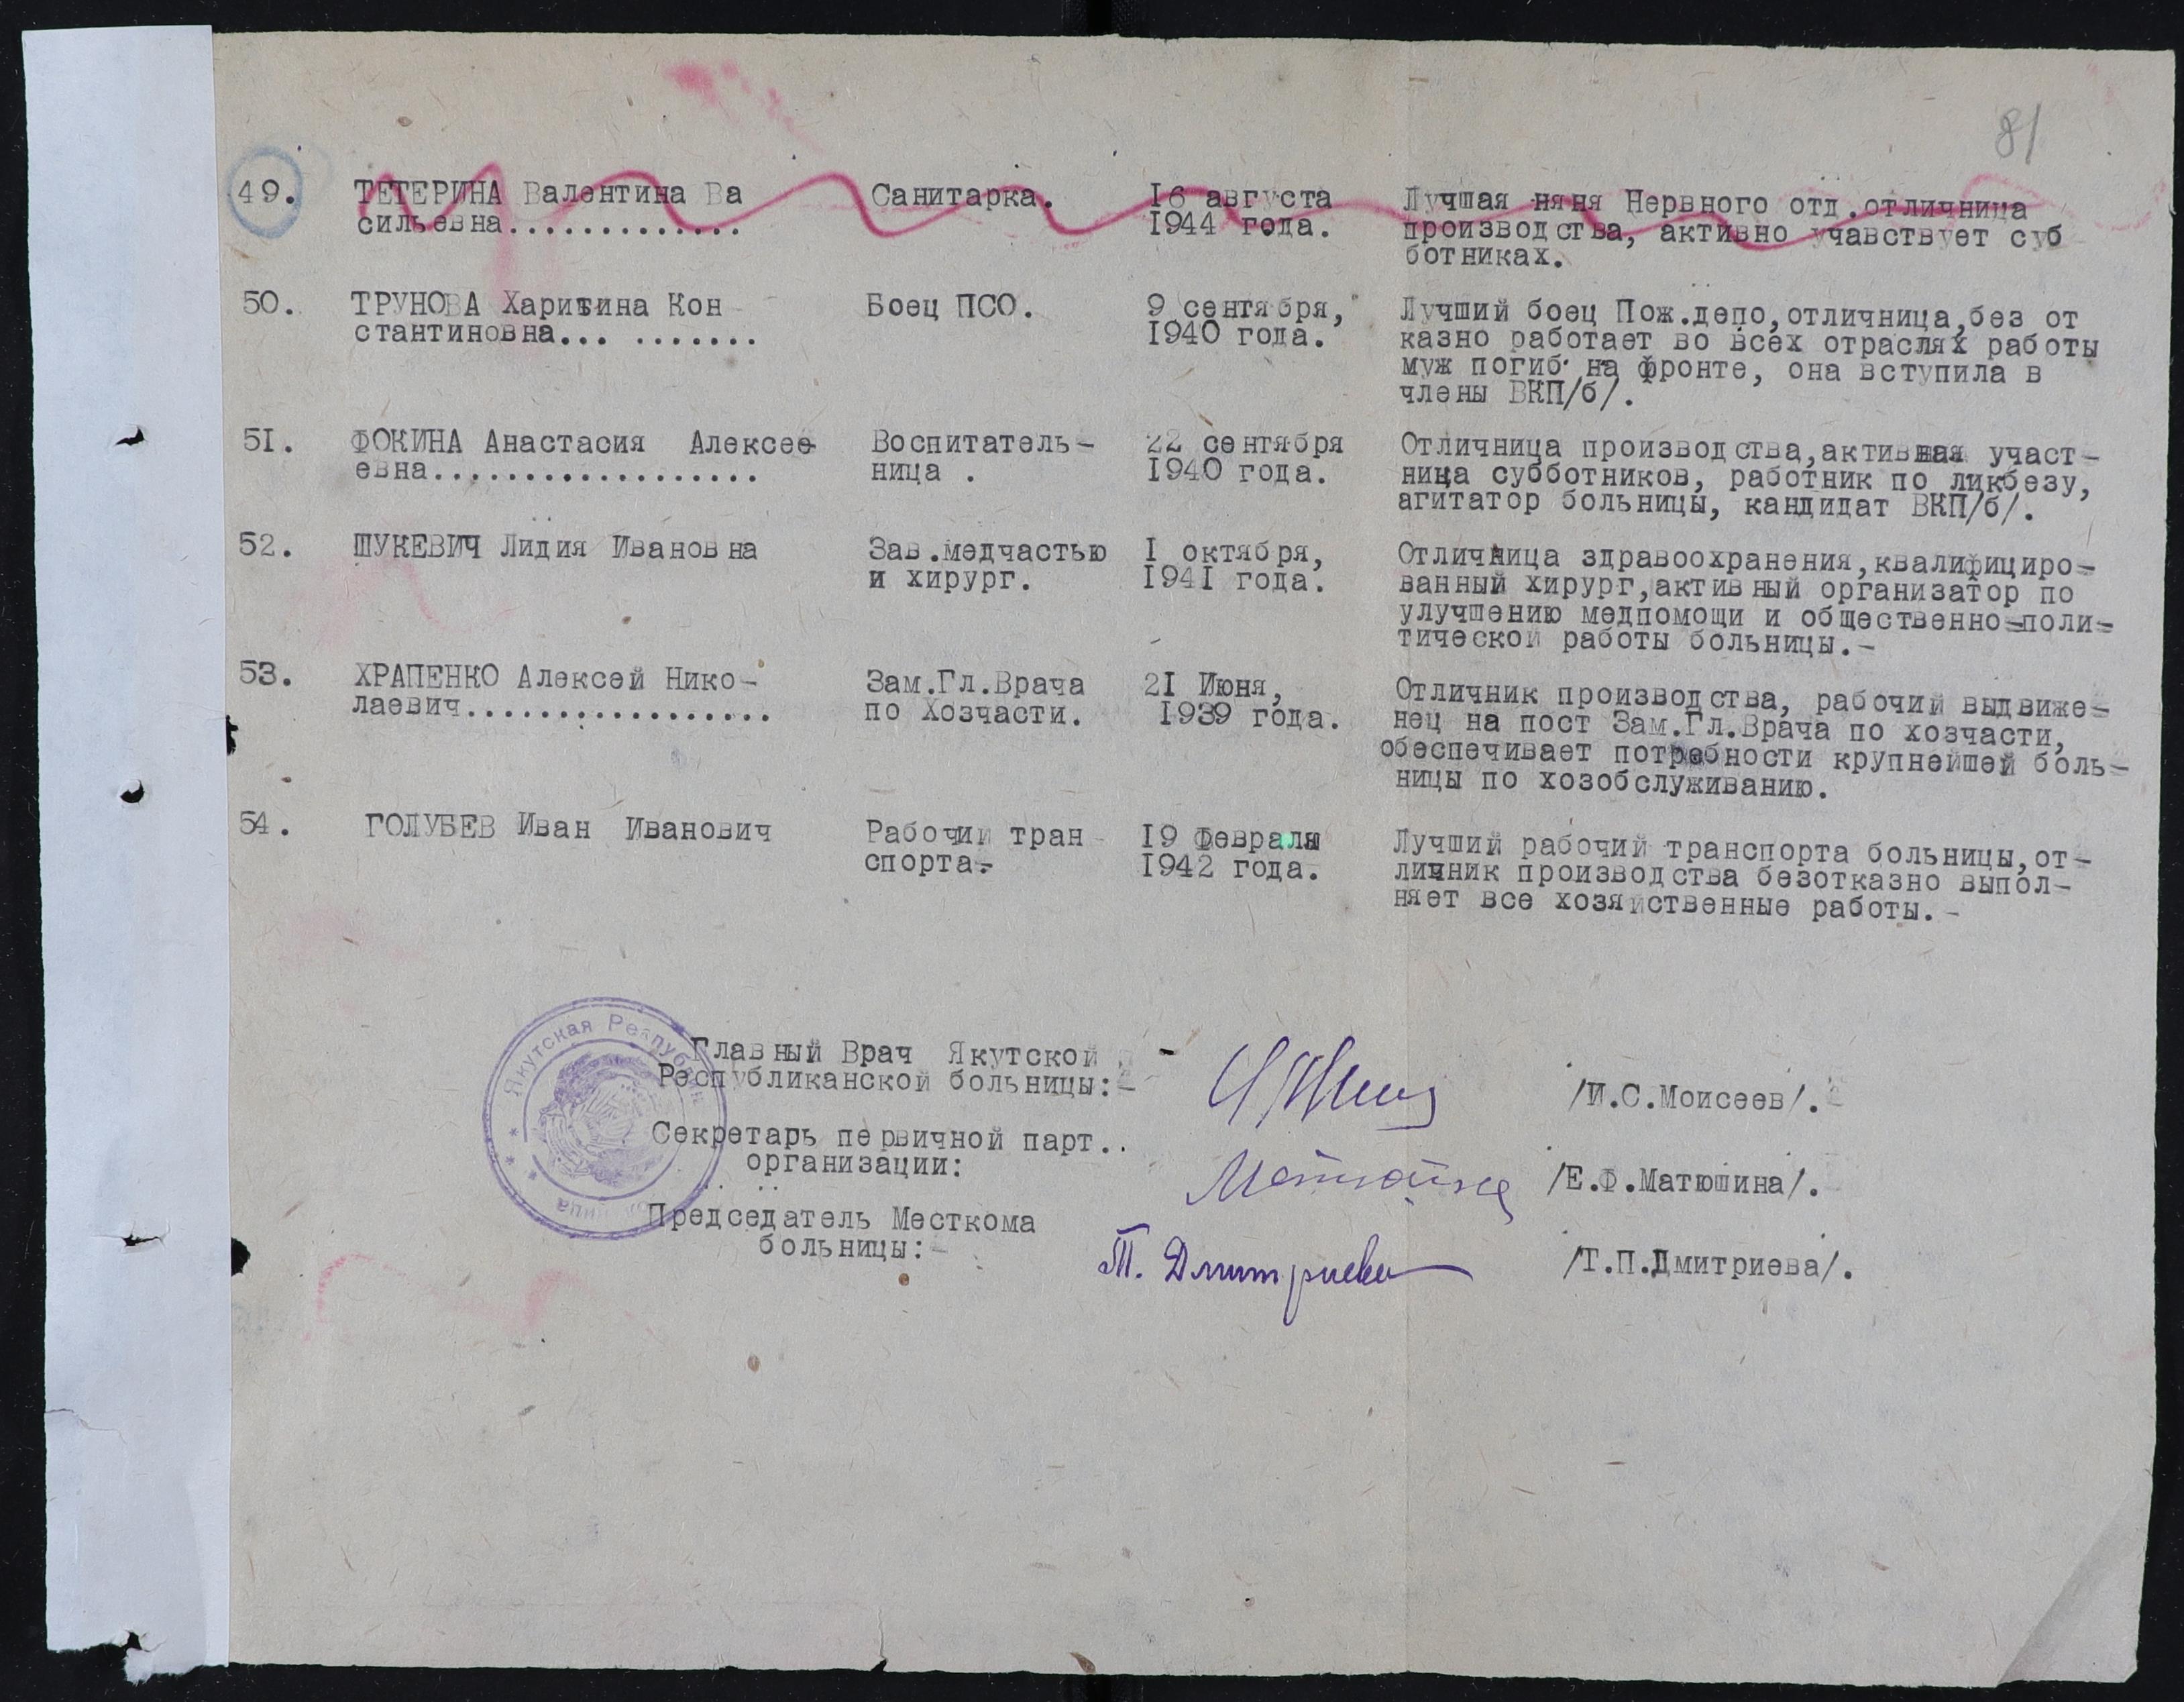 81
49. ТЕТЕРИНА Валентина Ва Санитарка. 16 августа Лучшая няня Нервного отд.отличница
сильевна............. 1944 года. производства, активно учавствует суб
ботниках.
50. ТРУНОВА Харитина Кон Боец ПСО. 9 сентября, Лучший боец Пож.депо,отличница,без от
стантиновна... ....... 1940 года. казно работает во всех отраслях работы
муж погиб на фронте, она вступила в
члены ВКП/б/.
51. ФОКИНА Анастасия Алексее Воспитатель- 22 сентября Отличница производства,активная участ-
евна.................. ница . 1940 года. ница субботников, работник по ликбезу,
агитатор больницы, кандидат ВКП/б/.
52. ШУКЕВИЧ Лидия Ивановна Зав.медчастью 1 октября, Отличница здравоохранения,квалифициро-
и хирург. 1941 года. ванный хирург,активный организатор по
улучшению медпомощи и общественно-поли-
тической работы больницы.-
53. ХРАПЕНКО Алексей Нико- Зам.Гл.Врача 21 Июня, Отличник производства, рабочий выдвиже-
лаевич................. по Хозчасти. 1939 года. нец на пост Зам.Гл.Врача по хозчасти,
обеспечивает потребности крупнейшей боль-
ницы по хозобслуживанию.
54. ГОЛУБЕВ Иван Иванович Рабочий тран 19 февраля Лучший рабочий транспорта больницы,от-
спорта.- 1942 года. личник производства безотказно выпол-
няет все хозяйственные работы.-
Якутская Республик
Главный Врач Якутской
Республиканской больницы:- /И.С.Моисеев/.
Секретарь первичной парт..
организации: Матюшина /Е.Ф.Матюшина/.
Председатель Месткома
больницы:- Т. Дмитриева /Т.П.Дмитриева/.